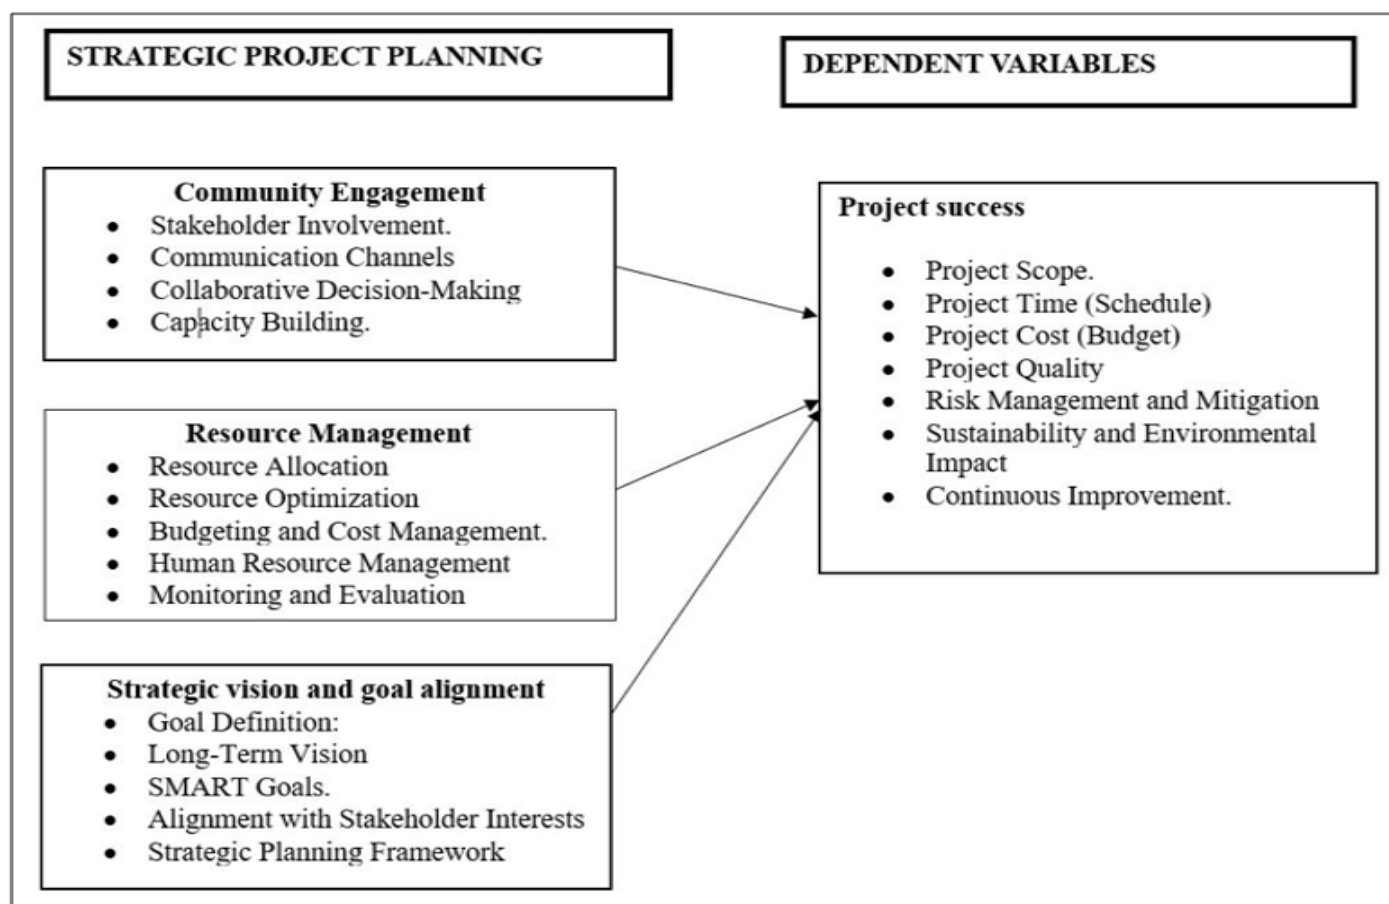 STRATEGIC PROJECT PLANNING
DEPENDENT VARIABLES
Community Engagement
• Stakeholder Involvement.
• Communication Channels
• Collaborative Decision-Making
• Capacity Building.
Resource Management
• Resource Allocation
• Resource Optimization
• Budgeting and Cost Management.
• Human Resource Management
• Monitoring and Evaluation
Strategic vision and goal alignment
• Goal Definition:
• Long-Term Vision
• SMART Goals.
• Alignment with Stakeholder Interests
• Strategic Planning Framework
Project success
• Project Scope.
• Project Time (Schedule)
• Project Cost (Budget)
• Project Quality
• Risk Management and Mitigation
• Sustainability and Environmental
Impact
• Continuous Improvement.